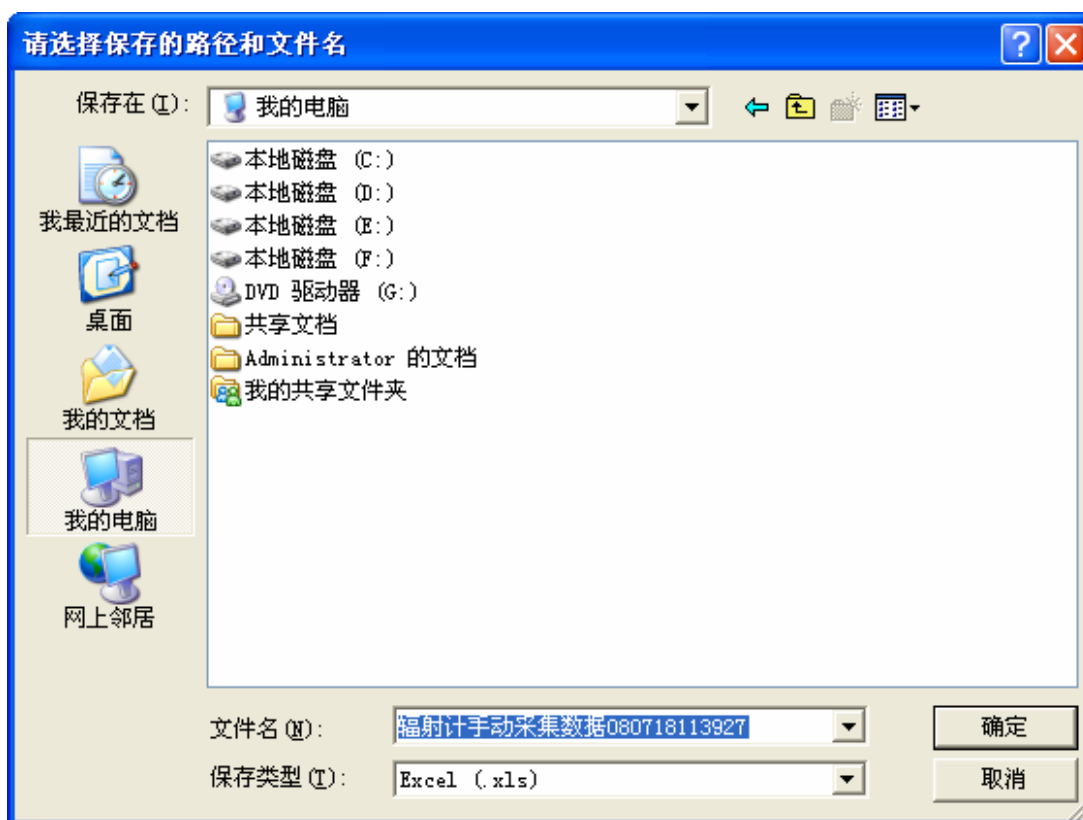 请选择保存的路径和文件名
保存在(I): 我的电脑
本地磁盘 (C:)
本地磁盘 (D:)
本地磁盘 (E:)
本地磁盘 (F:)
DVD 驱动器 (G:)
共享文档
Administrator 的文档
我的共享文件夹
我最近的文档
桌面
我的文档
我的电脑
网上邻居
文件名(N): 辐射计手动采集数据080718113927 确定
保存类型(T): Excel (.xls) 取消